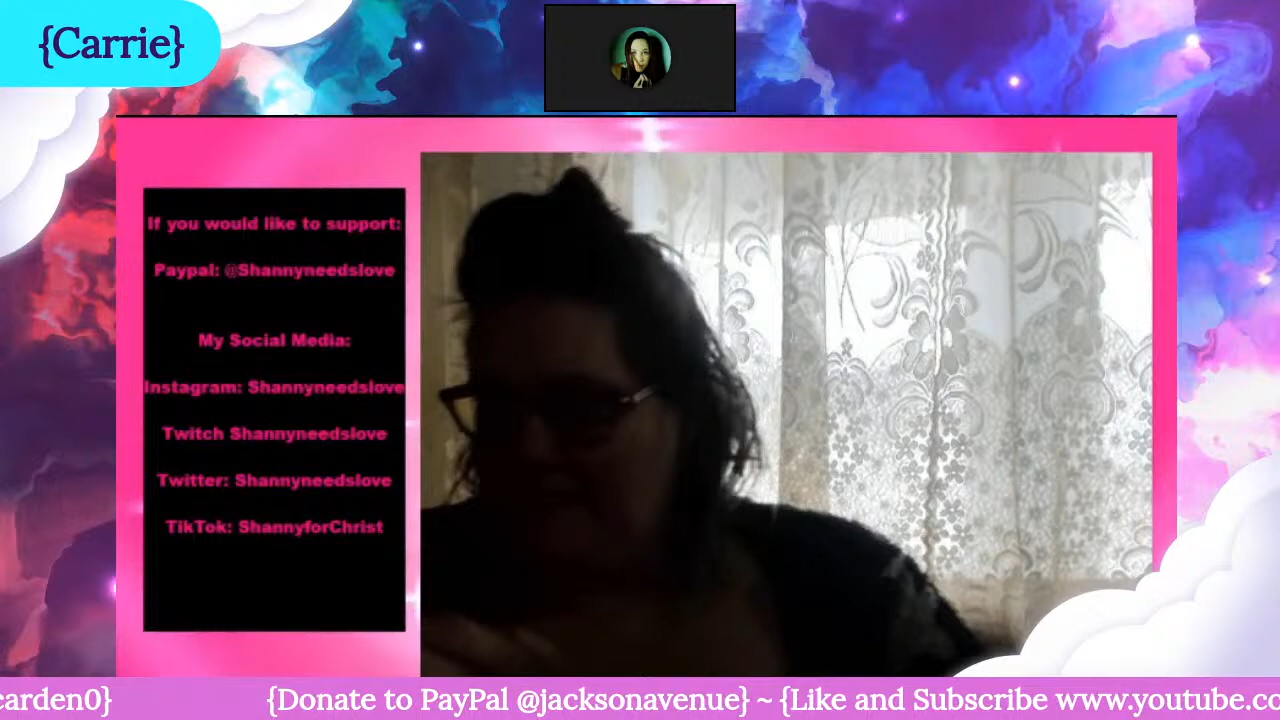 {Carrie}
If you would like to support:
Paypal: @Shannyneedslove
My Social Media:
Instagram: Shannyneedslove
Twitch Shannyneedslove
Twitter: Shannyneedslove
TikTok: ShannyforChrist
carden0} {Donate to PayPal @jacksonavenue} ~ {Like and Subscribe www.youtube.co